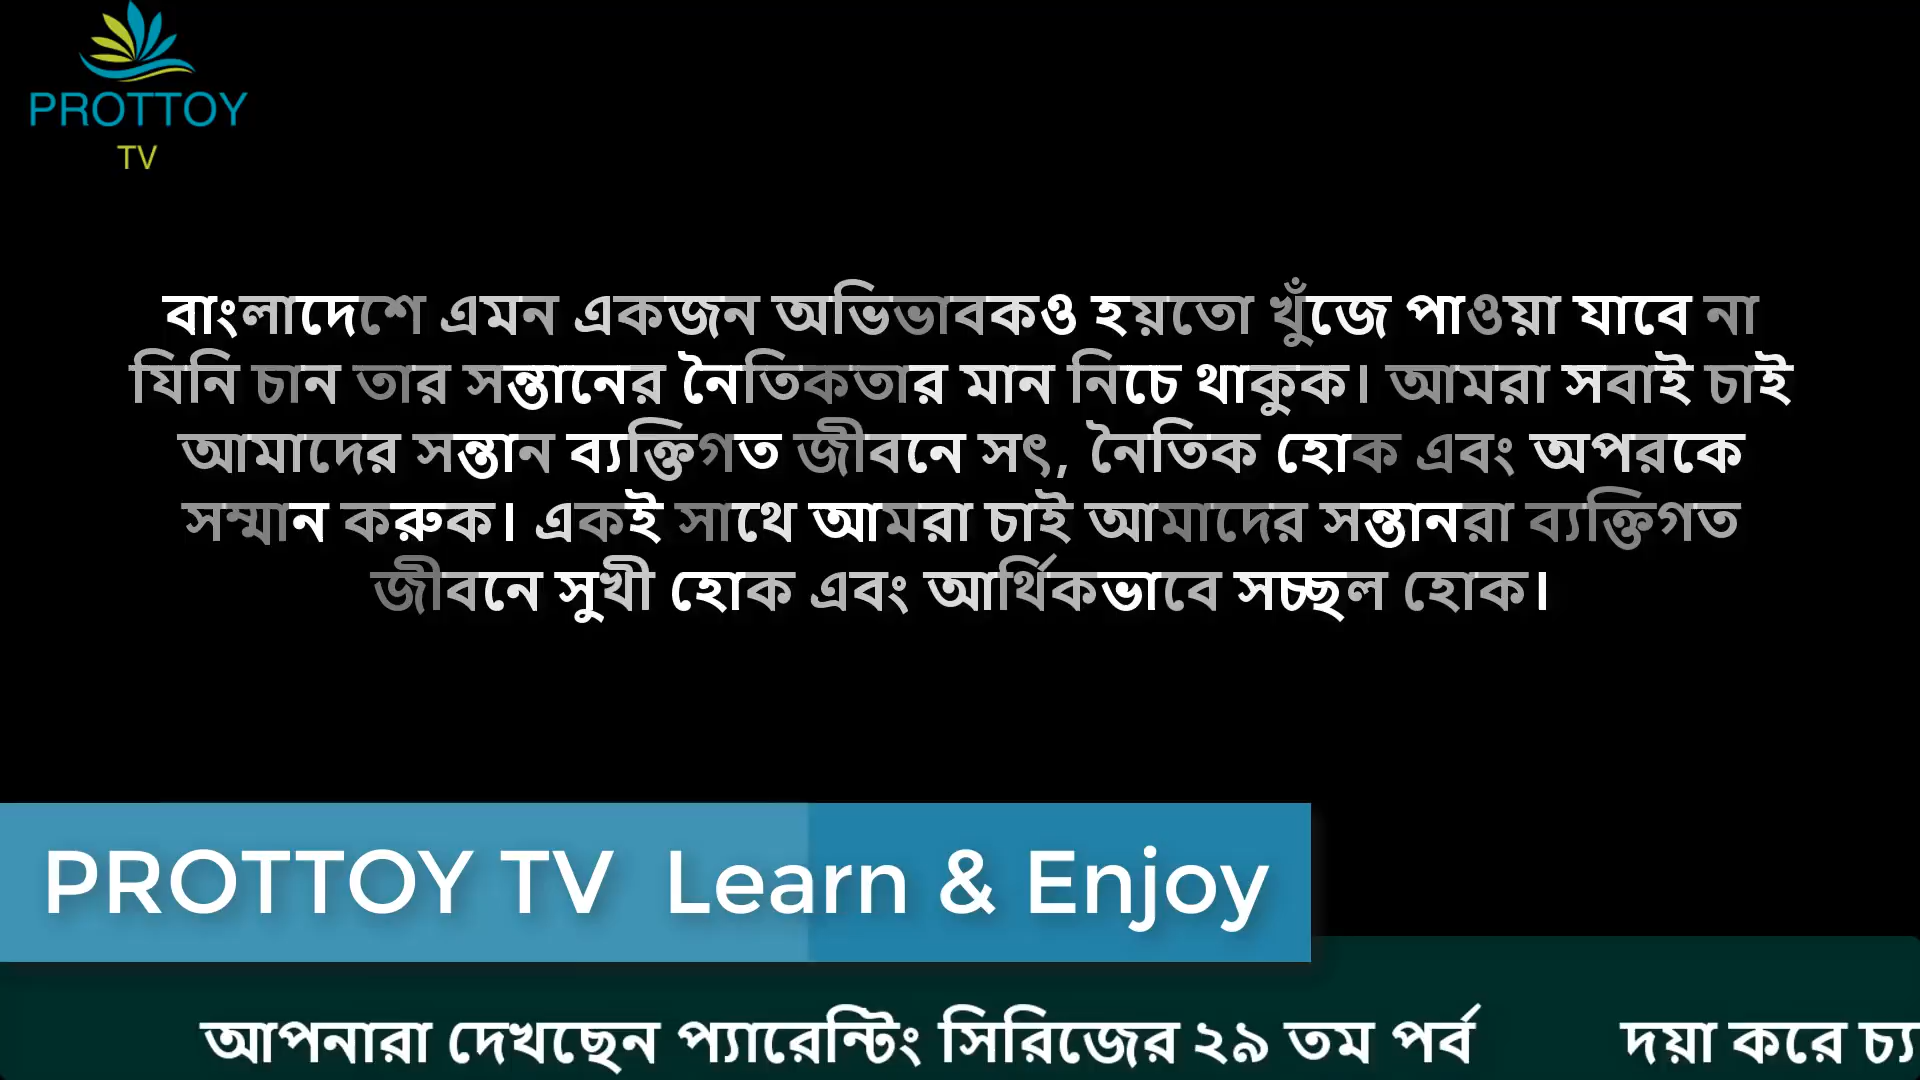 PROTTOY
TV
বাংলাদেশে এমন একজন অভিভাবকও হয়তো খুঁজে পাওয়া যাবে না
যিনি চান তার সন্তানের নৈতিকতার মান নিচে থাকুক। আমরা সবাই চাই
আমাদের সন্তান ব্যক্তিগত জীবনে সৎ, নৈতিক হোক এবং অপরকে
সম্মান করুক। একই সাথে আমরা চাই আমাদের সন্তানরা ব্যক্তিগত
জীবনে সুখী হোক এবং আর্থিকভাবে সচ্ছল হোক।
PROTTOY TV Learn & Enjoy
আপনারা দেখছেন প্যারেন্টিং সিরিজের ২৯ তম পর্ব দয়া করে